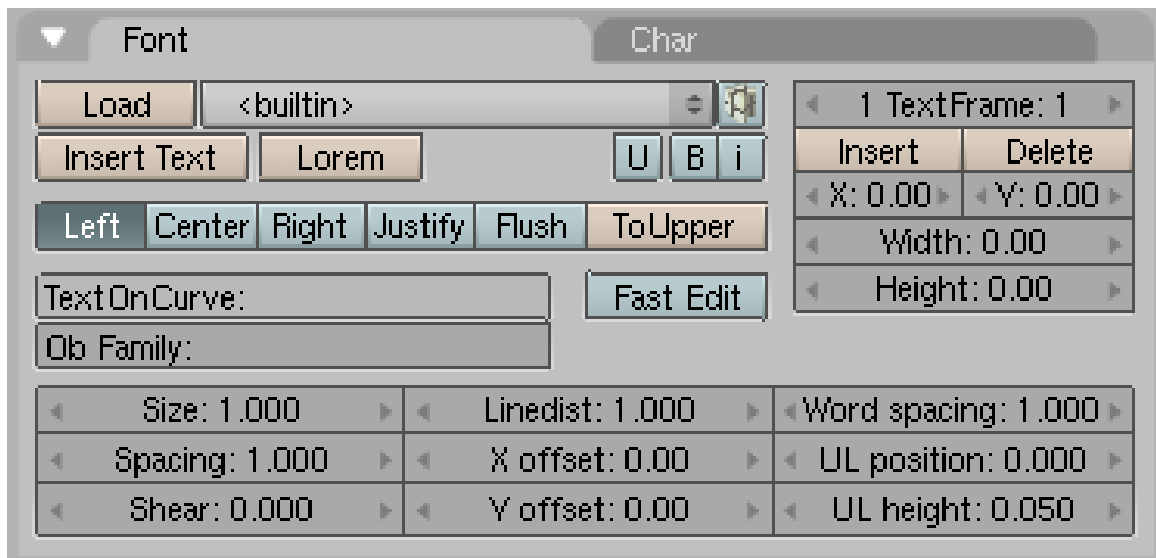 Font Char
Load <builtin> 1 TextFrame: 1
Insert Text Lorem U B i Insert Delete
X: 0.00 Y: 0.00
Left Center Right Justify Flush ToUpper Width: 0.00
TextOnCurve: Fast Edit Height: 0.00
Ob Family:
Size: 1.000 Linedist: 1.000 Word spacing: 1.000
Spacing: 1.000 X offset: 0.00 UL position: 0.000
Shear: 0.000 Y offset: 0.00 UL height: 0.050